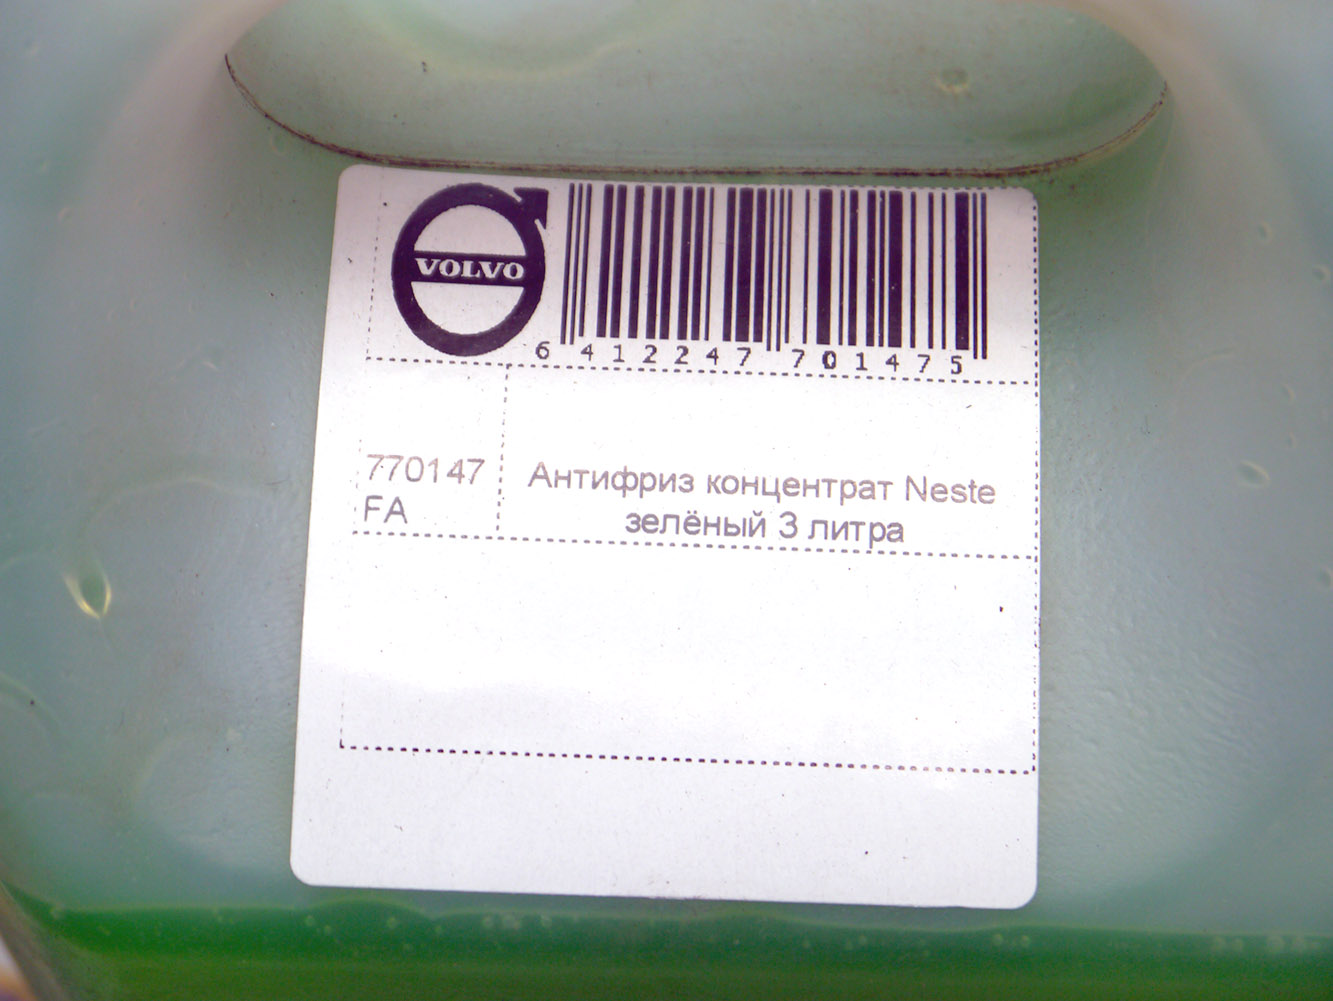 VOLVO
6 412247 701475
770147
FA
Антифриз концентрат Neste
зелёный 3 литра